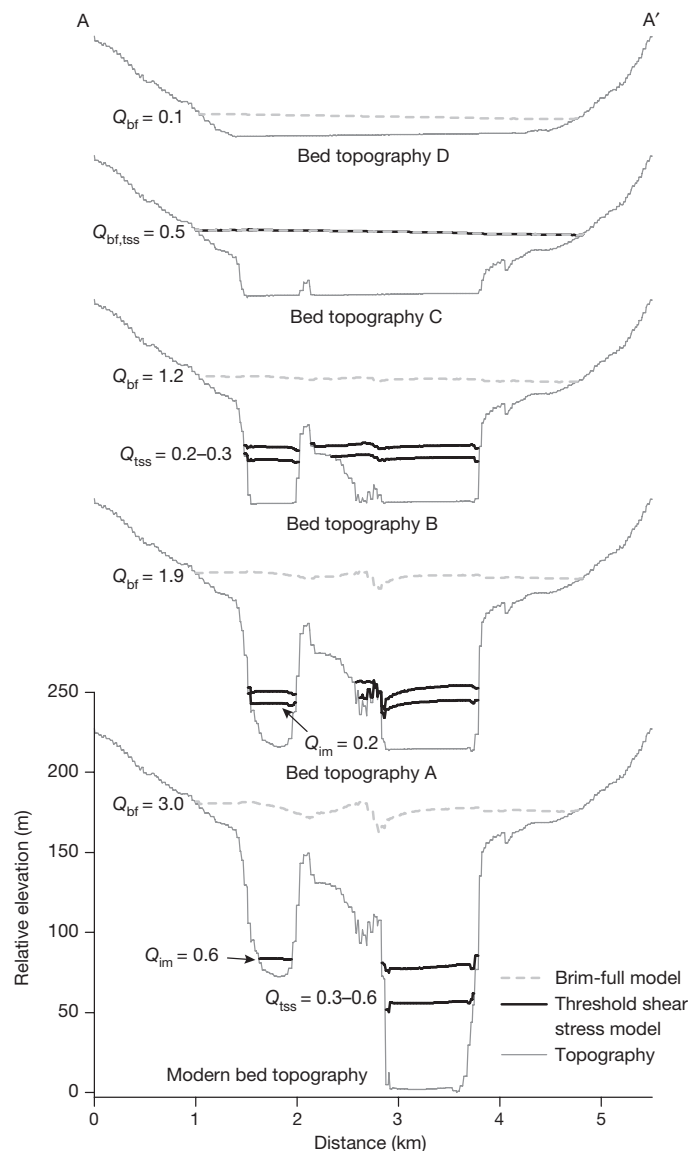 A A′
Q_bf = 0.1
Bed topography D
Q_bf,tss = 0.5
Bed topography C
Q_bf = 1.2
Q_tss = 0.2–0.3
Bed topography B
Q_bf = 1.9
Q_im = 0.2
Bed topography A
Q_bf = 3.0
Q_im = 0.6
Q_tss = 0.3–0.6
Modern bed topography
Brim-full model
Threshold shear
stress model
Topography
250
200
150
100
50
0
Relative elevation (m)
0 1 2 3 4 5
Distance (km)